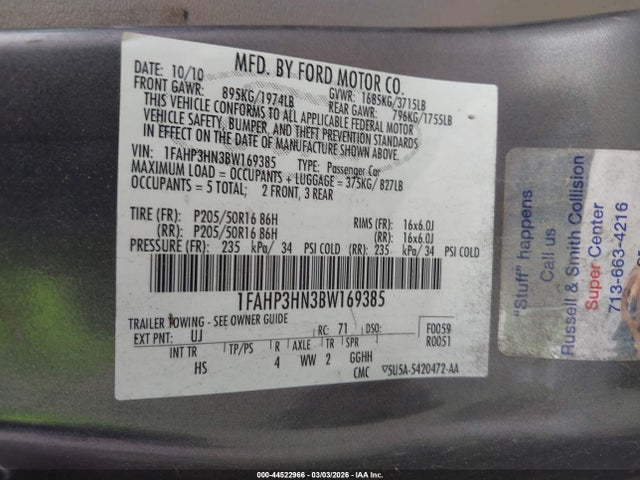 MFD. BY FORD MOTOR CO.
DATE: 10/10
GVWR: 1685KG/3715LB
FRONT GAWR: 895KG/1974LB
REAR GAWR: 796KG/1755LB
THIS VEHICLE CONFORMS TO ALL APPLICABLE FEDERAL MOTOR
VEHICLE SAFETY, BUMPER, AND THEFT PREVENTION STANDARDS
IN EFFECT ON THE DATE OF MANUFACTURE SHOWN ABOVE.
VIN: 1FAHP3HN3BW169385 TYPE: Passenger Car
MAXIMUM LOAD = OCCUPANTS + LUGGAGE = 375KG/ 827LB
OCCUPANTS = 5 TOTAL; 2 FRONT, 3 REAR
TIRE (FR): P205/50R16 86H RIMS (FR): 16x6.0J
(RR): P205/50R16 86H (RR): 16x6.0J
PRESSURE (FR): 235 kPa/ 34 PSI COLD (RR): 235 kPa/ 34 PSI COLD
1FAHP3HN3BW169385
TRAILER TOWING - SEE OWNER GUIDE
EXT PNT: UJ RC: 71 DSO: F0059
R0051
INT TR TP/PS R AXLE TR SPR
HS 4 WW 2 GGHH
CMC 5U5A-5420472-AA
"Stuff" happens
Call us
Russell & Smith Collision
Super Center
713-663-4216
000-44522966 - 03/03/2026 - IAA